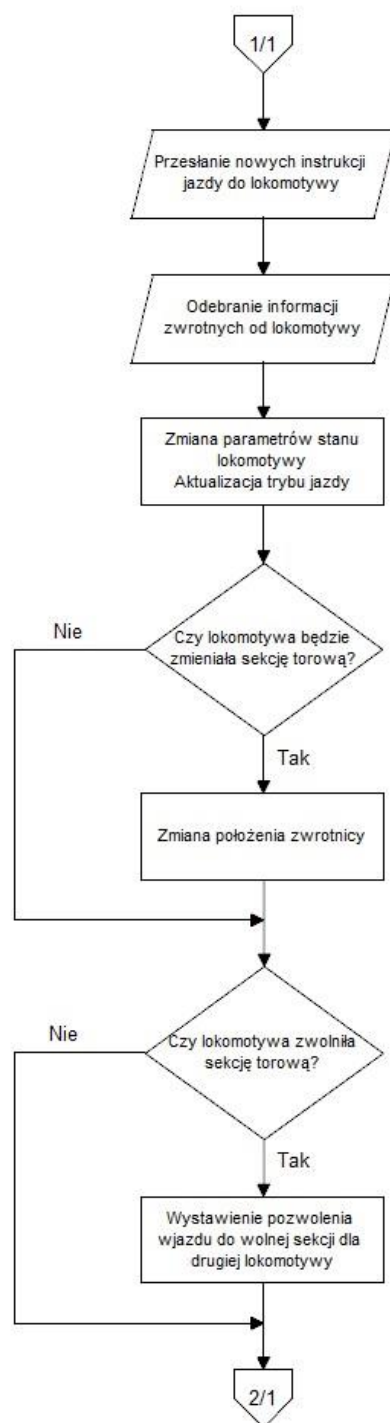 1/1
Przesłanie nowych instrukcji
jazdy do lokomotywy
Odebranie informacji
zwrotnych od lokomotywy
Zmiana parametrów stanu
lokomotywy
Aktualizacja trybu jazdy
Nie
Czy lokomotywa będzie
zmieniała sekcję torową?
Tak
Zmiana położenia zwrotnicy
Nie
Czy lokomotywa zwolniła
sekcję torową?
Tak
Wystawienie pozwolenia
wjazdu do wolnej sekcji dla
drugiej lokomotywy
2/1